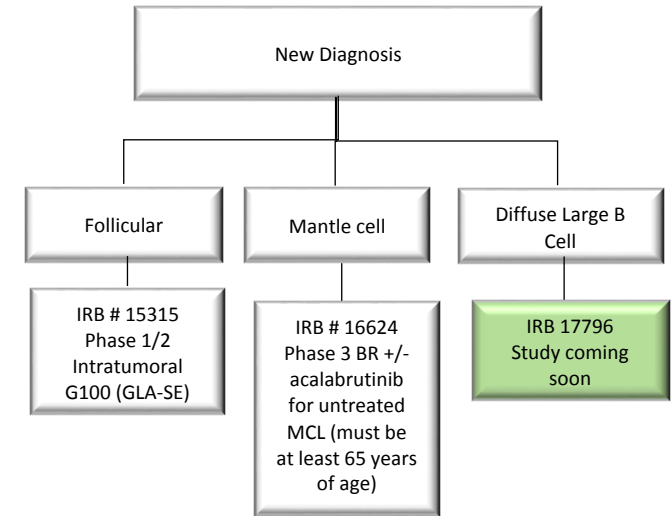 New Diagnosis
Follicular
Mantle cell
Diffuse Large B
Cell
IRB # 15315
Phase 1/2
Intratumoral
G100 (GLA-SE)
IRB # 16624
Phase 3 BR +/-
acalabrutinib
for untreated
MCL (must be
at least 65 years
of age)
IRB 17796
Study coming
soon